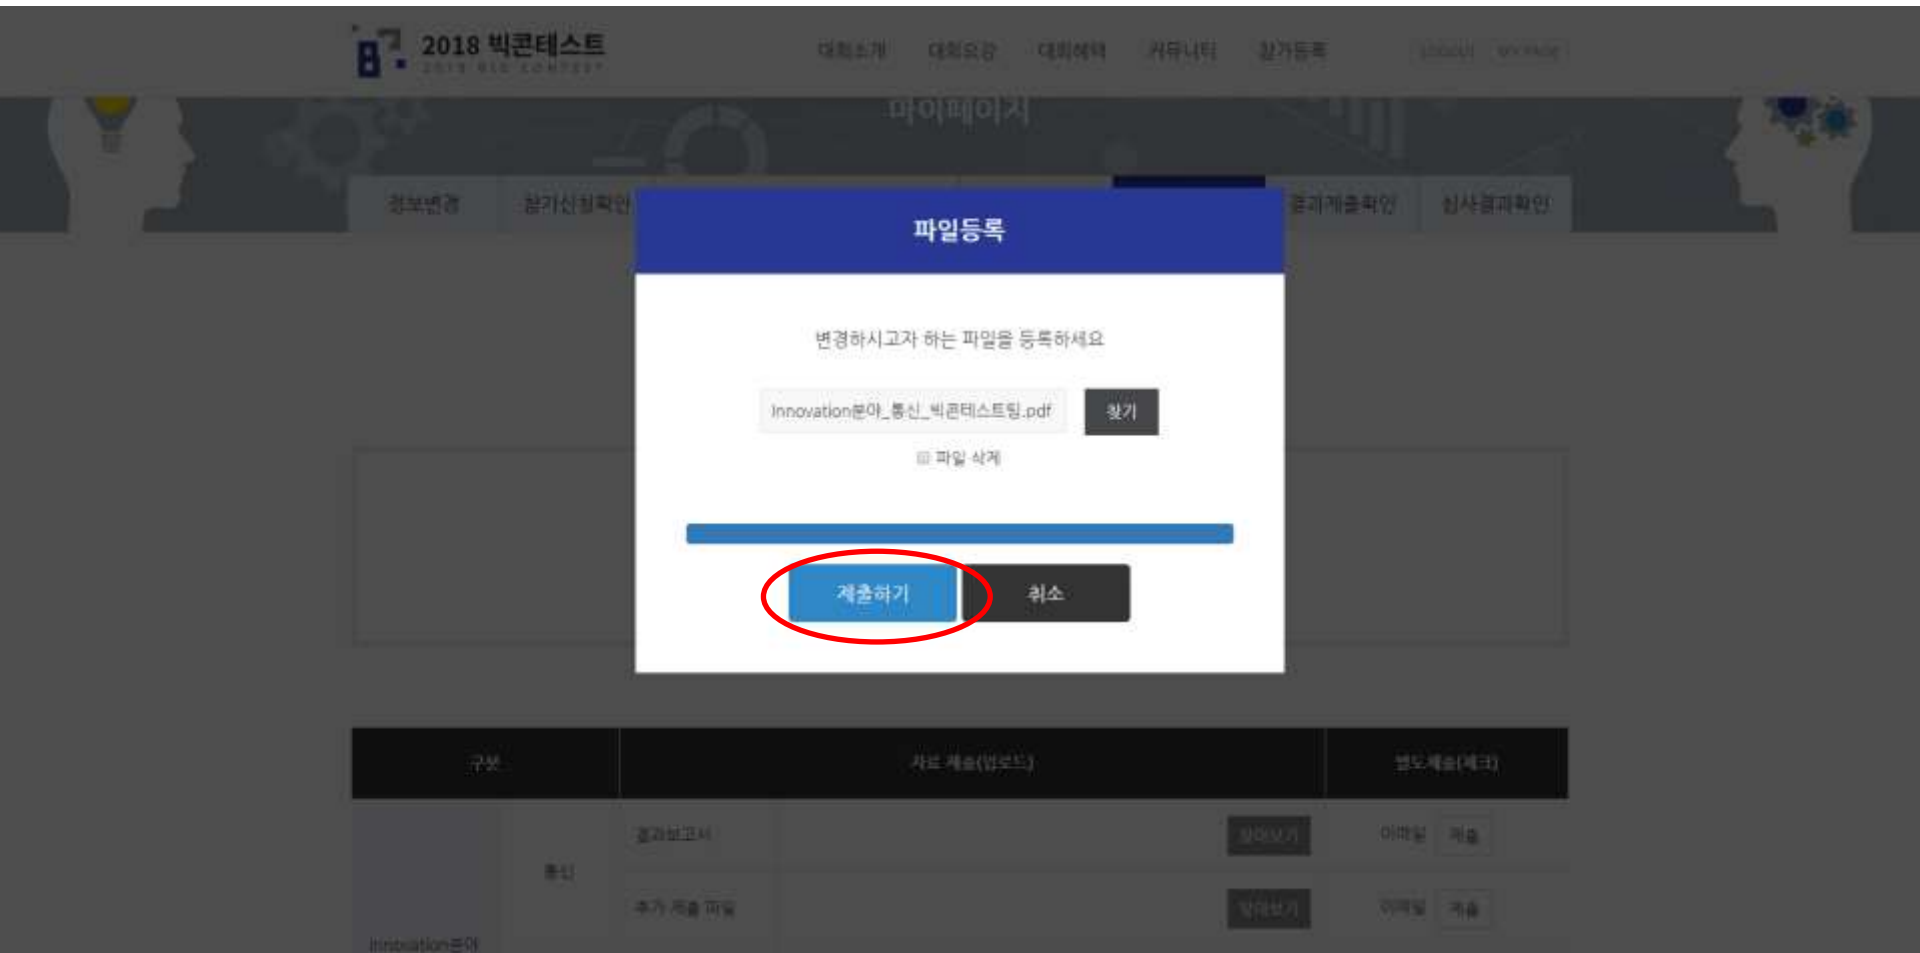 2018 빅콘테스트
2018 BIG CONTEST
대회소개 대회요강 대회혜택 커뮤니티 참가등록 LOGOUT MY PAGE
마이페이지
정보변경 참가신청확인 결과제출확인 심사결과확인
파일등록
변경하시고자 하는 파일을 등록하세요
Innovation분야_통신_빅콘테스트팀.pdf 찾기
파일 삭제
제출하기 취소
구분 자료 제출(업로드)별도제출(체크)
결과보고서 찾아보기 이메일 제출
통신
추가 제출 파일 찾아보기 이메일 제출
Innovation분야